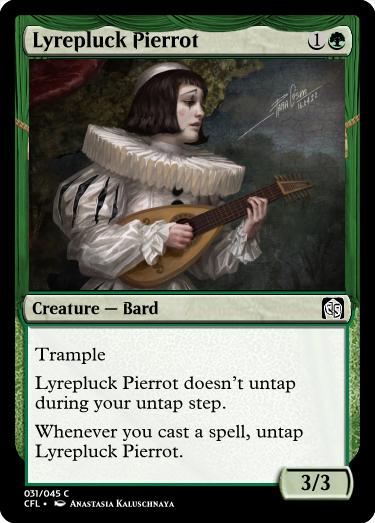 Lyrepluck Pierrot 1
Creature — Bard
Trample
Lyrepluck Pierrot doesn't untap
during your untap step.
Whenever you cast a spell, untap
Lyrepluck Pierrot.
3/3
031/045 C
CFL • Anastasia Kaluschnaya